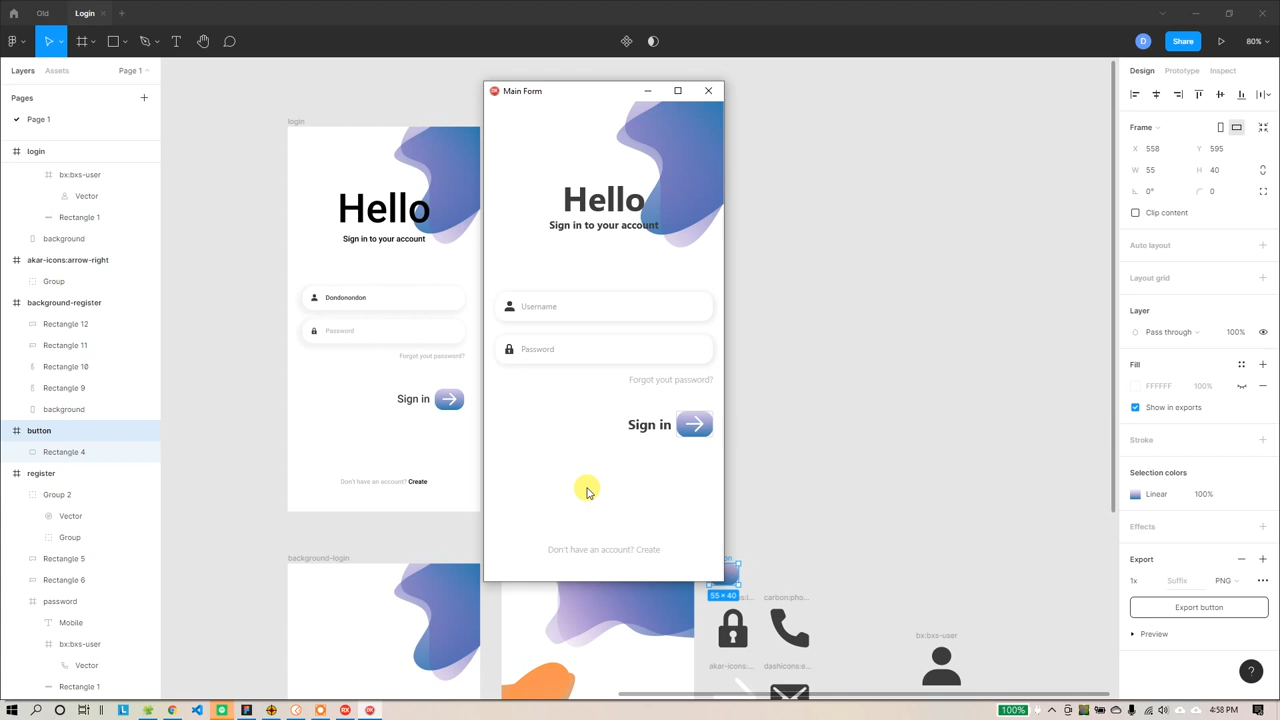 Old
Login
Share
80%
Layers
Assets
Page 1
Pages
Page 1
login
bx:bxs-user
Vector
Rectangle 1
background
akar-icons:arrow-right
Group
background-register
Rectangle 12
Rectangle 11
Rectangle 10
Rectangle 9
background
button
Rectangle 4
register
Group 2
Vector
Group
Rectangle 5
Rectangle 6
password
Mobile
bx:bxs-user
Vector
Rectangle 1
login
Hello
Sign in to your account
Dondonondon
Password
Forgot yout password?
Sign in
Don't have an account? Create
background-login
Main Form
Hello
Sign in to your account
Username
Password
Forgot yout password?
Sign in
Don't have an account? Create
55 × 40
carbon:pho...
akar-icons:...
dashicons:e...
bx:bxs-user
D
Design
Prototype
Inspect
Frame
X 558
Y 595
W 55
H 40
0°
0
Clip content
Auto layout
Layout grid
Layer
Pass through
100%
Fill
FFFFFF
100%
Show in exports
Stroke
Selection colors
Linear
100%
Effects
Export
1x
Suffix
PNG
Export button
Preview
?
100%
4:58 PM